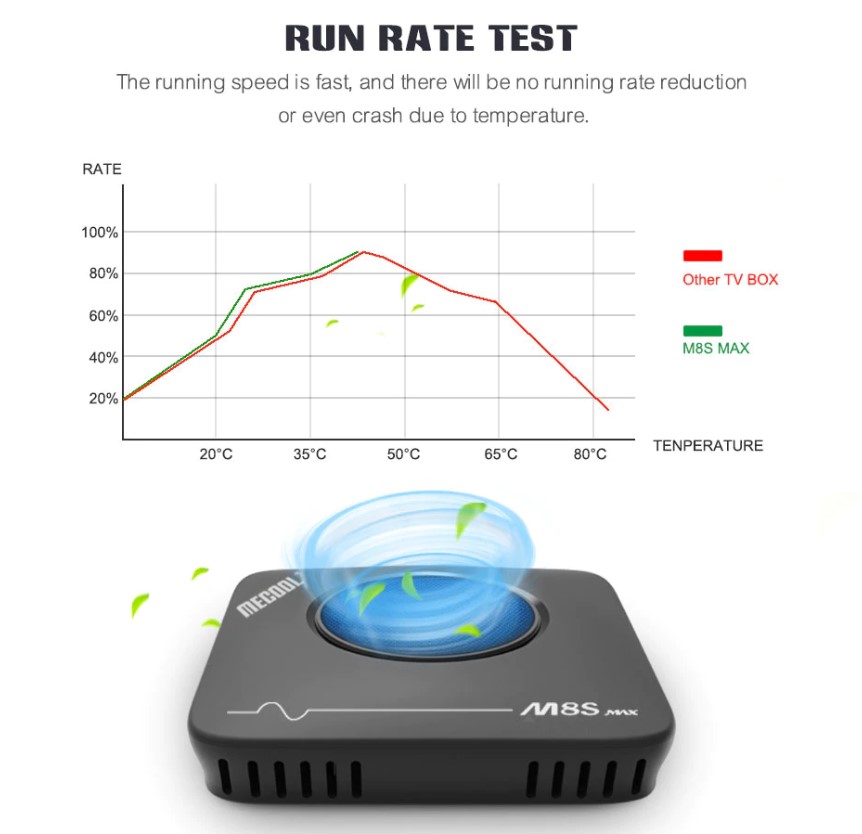 RUN RATE TEST
The running speed is fast, and there will be no running rate reduction
or even crash due to temperature.
RATE
100%
80%
60%
40%
20%
20°C
35°C
50°C
65°C
80°C
TENPERATURE
Other TV BOX
M8S MAX
MECOOL
M8S MAX